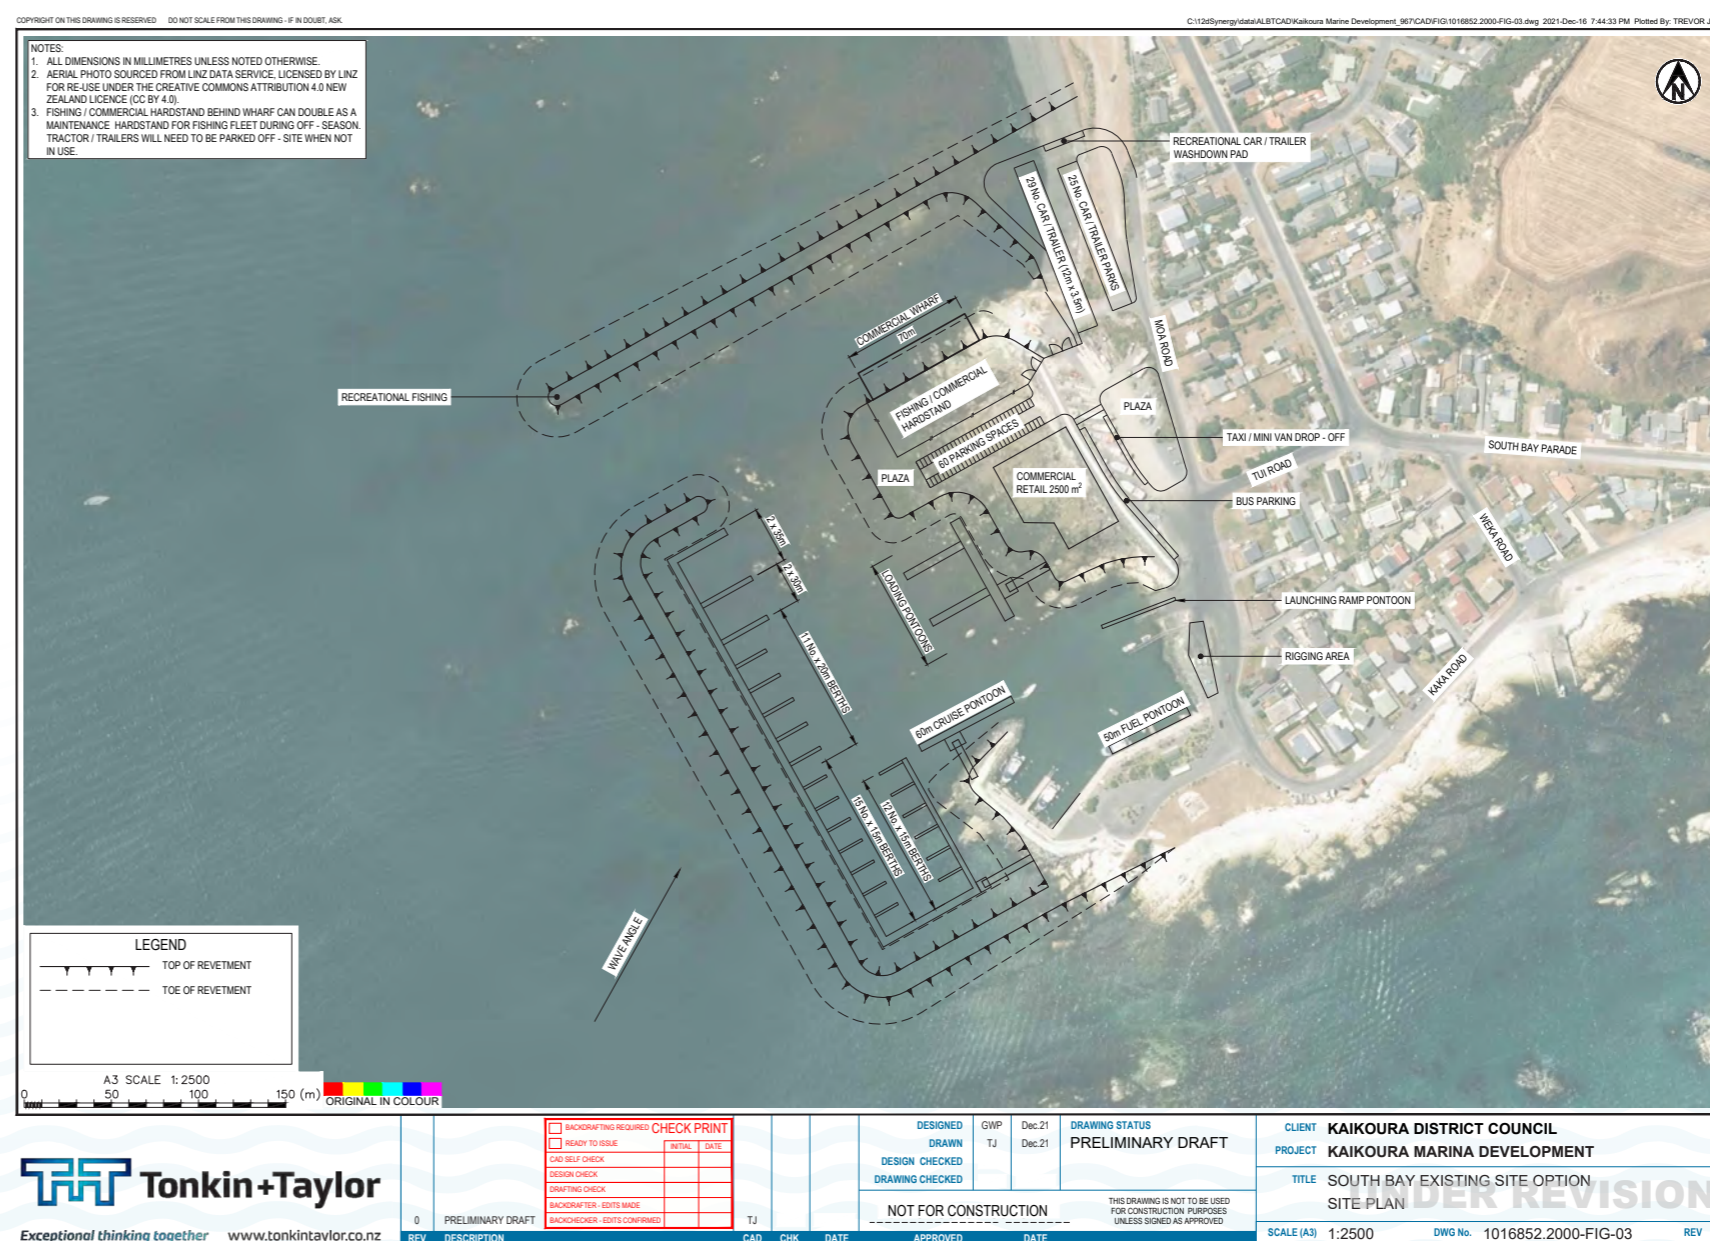 COPYRIGHT ON THIS DRAWING IS RESERVED DO NOT SCALE FROM THIS DRAWING - IF IN DOUBT, ASK.
C:\12dSynergy\data\ALBTCAD\Kaikoura Marine Development_967\CAD\FIG\1016852.2000-FIG-03.dwg 2021-Dec-16 7:44:33 PM Plotted By: TREVOR J
NOTES:
1. ALL DIMENSIONS IN MILLIMETRES UNLESS NOTED OTHERWISE.
2. AERIAL PHOTO SOURCED FROM LINZ DATA SERVICE, LICENSED BY LINZ
FOR RE-USE UNDER THE CREATIVE COMMONS ATTRIBUTION 4.0 NEW
ZEALAND LICENCE (CC BY 4.0).
3. FISHING / COMMERCIAL HARDSTAND BEHIND WHARF CAN DOUBLE AS A
MAINTENANCE HARDSTAND FOR FISHING FLEET DURING OFF - SEASON.
TRACTOR / TRAILERS WILL NEED TO BE PARKED OFF - SITE WHEN NOT
IN USE.
N
RECREATIONAL CAR / TRAILER
WASHDOWN PAD
29 No. CAR / TRAILER (12m x 3.5m)
25 No. CAR / TRAILER PARKS
COMMERCIAL WHARF
70m
MOA ROAD
RECREATIONAL FISHING
FISHING / COMMERCIAL
HARDSTAND
60 PARKING SPACES
PLAZA
PLAZA
TAXI / MINI VAN DROP - OFF
SOUTH BAY PARADE
TUI ROAD
COMMERCIAL
RETAIL 2500 m²
BUS PARKING
WEKA ROAD
2 x 35m
2 x 30m
LOADING PONTOONS
LAUNCHING RAMP PONTOON
11 No. x 20m BERTHS
RIGGING AREA
KAKA ROAD
60m CRUISE PONTOON
50m FUEL PONTOON
15 No. x 15m BERTHS
12 No. x 15m BERTHS
WAVE ANGLE
LEGEND
TOP OF REVETMENT
TOE OF REVETMENT
A3 SCALE 1:2500
0 50 100 150 (m)
ORIGINAL IN COLOUR
Tonkin+Taylor
Exceptional thinking together www.tonkintaylor.co.nz
BACKDRAFTING REQUIRED CHECK PRINT
READY TO ISSUE INITIAL DATE
CAD SELF CHECK
DESIGN CHECK
DRAFTING CHECK
BACKDRAFTER - EDITS MADE
BACKCHECKER - EDITS CONFIRMED
0 PRELIMINARY DRAFT TJ
REV DESCRIPTION CAD CHK DATE
DESIGNED GWP Dec.21
DRAWN TJ Dec.21
DESIGN CHECKED
DRAWING CHECKED
DRAWING STATUS
PRELIMINARY DRAFT
NOT FOR CONSTRUCTION
THIS DRAWING IS NOT TO BE USED
FOR CONSTRUCTION PURPOSES
UNLESS SIGNED AS APPROVED
APPROVED DATE
CLIENT KAIKOURA DISTRICT COUNCIL
PROJECT KAIKOURA MARINA DEVELOPMENT
TITLE SOUTH BAY EXISTING SITE OPTION
SITE PLAN
UNDER REVISION
SCALE (A3) 1:2500 DWG No. 1016852.2000-FIG-03 REV